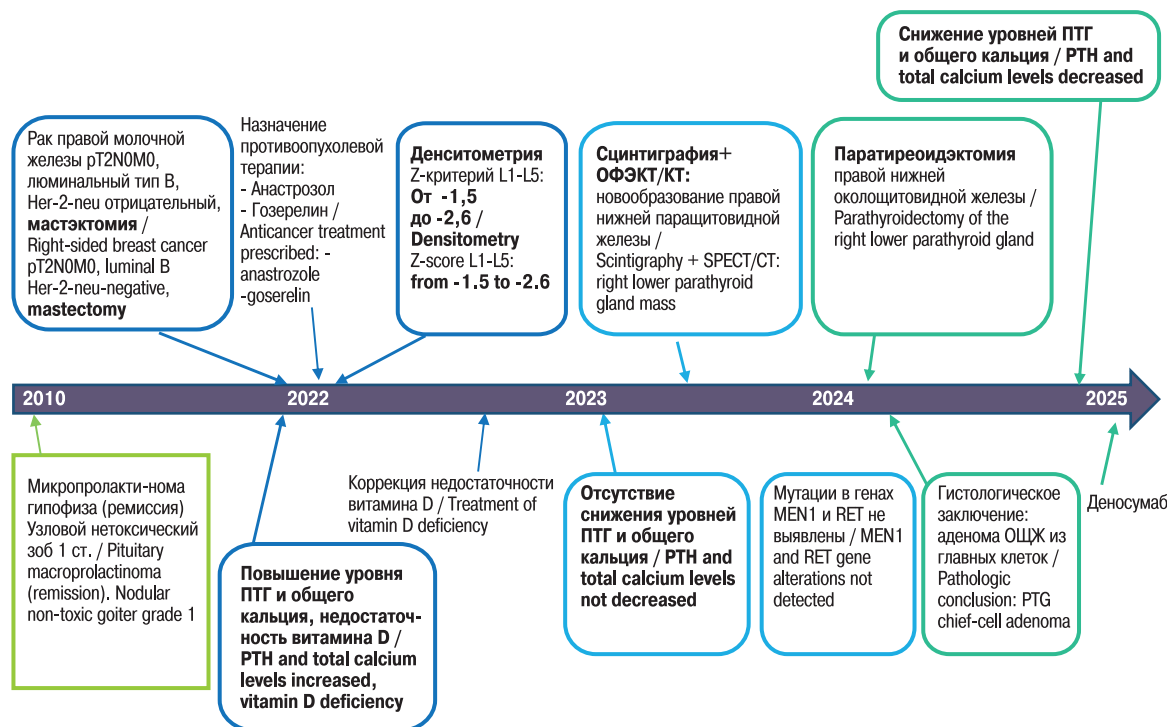 Снижение уровней ПТГ
и общего кальция / PTH and
total calcium levels decreased
Рак правой молочной
железы pT2N0M0,
люминальный тип В,
Her-2-neu отрицательный,
мастэктомия /
Right-sided breast cancer
pT2N0M0, luminal B
Her-2-neu-negative,
mastectomy
Назначение
противоопухолевой
терапии:
- Анастрозол
- Гозерелин /
Anticancer treatment
prescribed: -
anastrozole
-goserelin
Денситометрия
Z-критерий L1-L5:
От -1,5
до -2,6 /
Densitometry
Z-score L1-L5:
from -1.5 to -2.6
Сцинтиграфия+
ОФЭКТ/КТ:
новообразование правой
нижней паращитовидной
железы /
Scintigraphy + SPECT/CT:
right lower parathyroid
gland mass
Паратиреоидэктомия
правой нижней
околощитовидной железы /
Parathyroidectomy of the
right lower parathyroid gland
2010 2022 2023 2024 2025
Микропролакти-нома
гипофиза (ремиссия)
Узловой нетоксический
зоб 1 ст. / Pituitary
macroprolactinoma
(remission). Nodular
non-toxic goiter grade 1
Повышение уровня
ПТГ и общего
кальция, недостаточ-
ность витамина D /
PTH and total calcium
levels increased,
vitamin D deficiency
Коррекция недостаточности
витамина D / Treatment of
vitamin D deficiency
Отсутствие
снижения уровней
ПТГ и общего
кальция / PTH and
total calcium levels
not decreased
Мутации в генах
MEN1 и RET не
выявлены / MEN1
and RET gene
alterations not
detected
Гистологическое
заключение:
аденома ОЩЖ из
главных клеток /
Pathologic
conclusion: PTG
chief-cell adenoma
Деносумаб